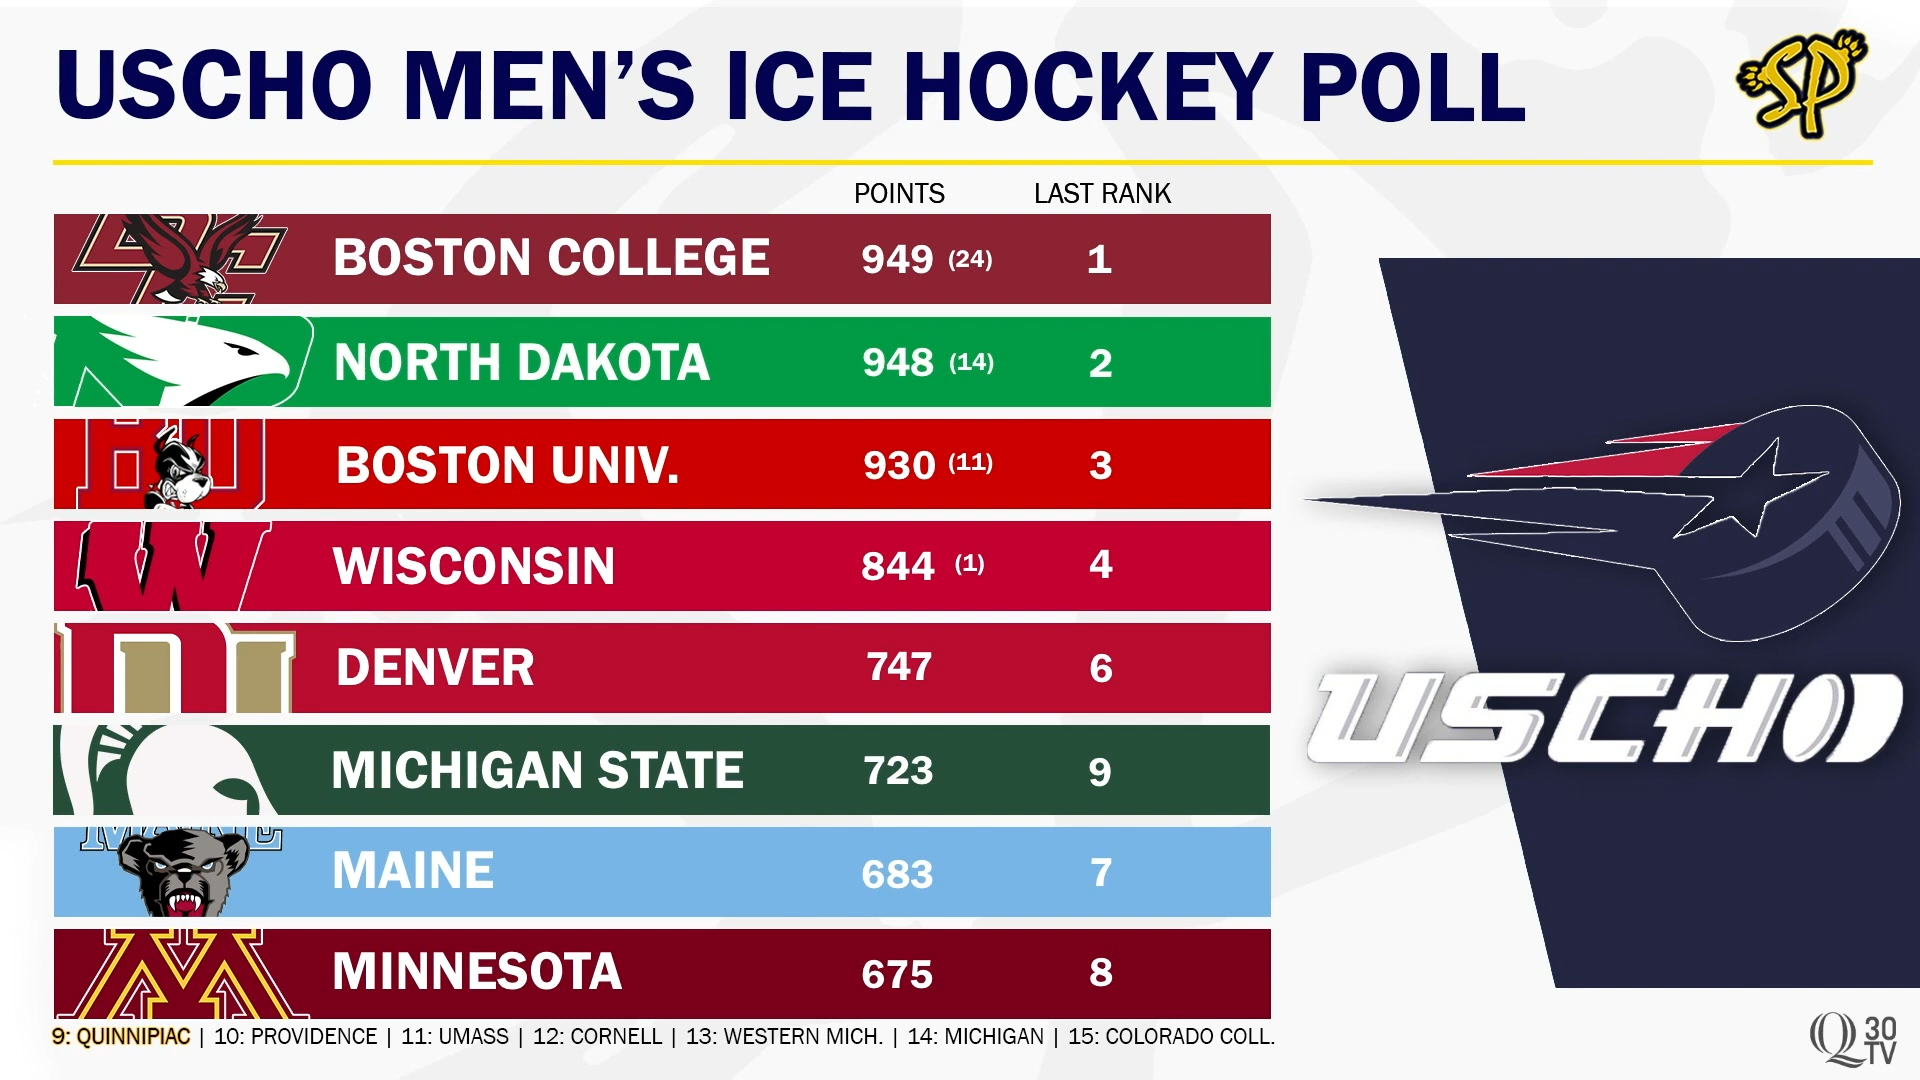 USCHO MEN'S ICE HOCKEY POLL
SP
POINTS LAST RANK
BOSTON COLLEGE 949 (24) 1
NORTH DAKOTA 948 (14) 2
BOSTON UNIV. 930 (11) 3
WISCONSIN 844 (1) 4
DENVER 747 6
MICHIGAN STATE 723 9
MAINE
MAINE 683 7
MINNESOTA 675 8
USCHO
9: QUINNIPIAC | 10: PROVIDENCE | 11: UMASS | 12: CORNELL | 13: WESTERN MICH. | 14: MICHIGAN | 15: COLORADO COLL.
Q 30 TV